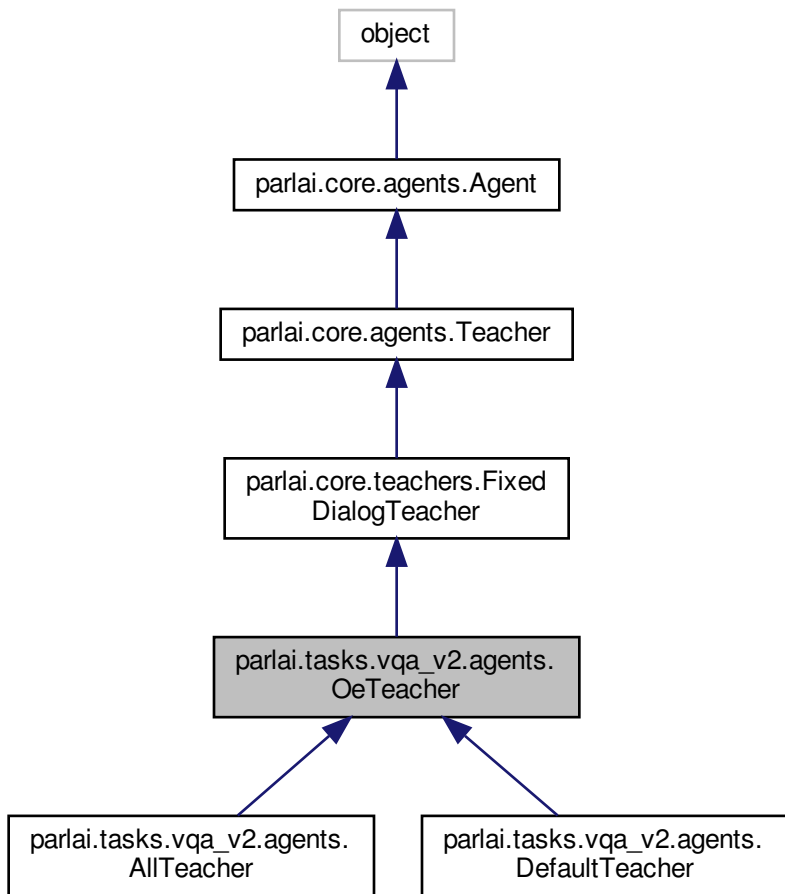 object
parlai.core.agents.Agent
parlai.core.agents.Teacher
parlai.core.teachers.Fixed
DialogTeacher
parlai.tasks.vqa_v2.agents.
OeTeacher
parlai.tasks.vqa_v2.agents.
AllTeacher
parlai.tasks.vqa_v2.agents.
DefaultTeacher